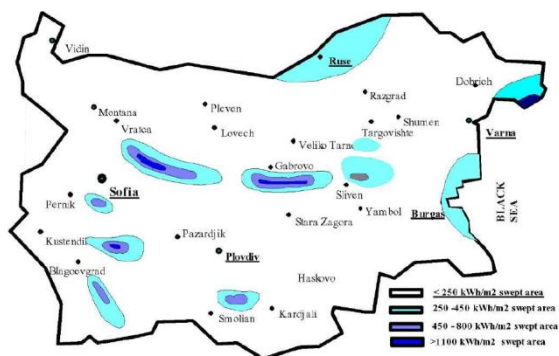 Vidin
Ruse
Dobrich
Montana
Pleven
Razgrad
Vratca
Lovech
Shumen
Targovishte
Varna
Veliko Tarno
Gabrovo
Sofia
Sliven
Pernik
Yambol
Burgas
BLACK
SEA
Stara Zagora
Kustendil
Pazardjik
Plovdiv
Blagoevgrad
Haskovo
Smolian
Kardjali
< 250 kWh/m2 swept area
250 -450 kWh/m2 swept area
450 -800 kWh/m2 swept area
>1100 kWh/m2 swept area